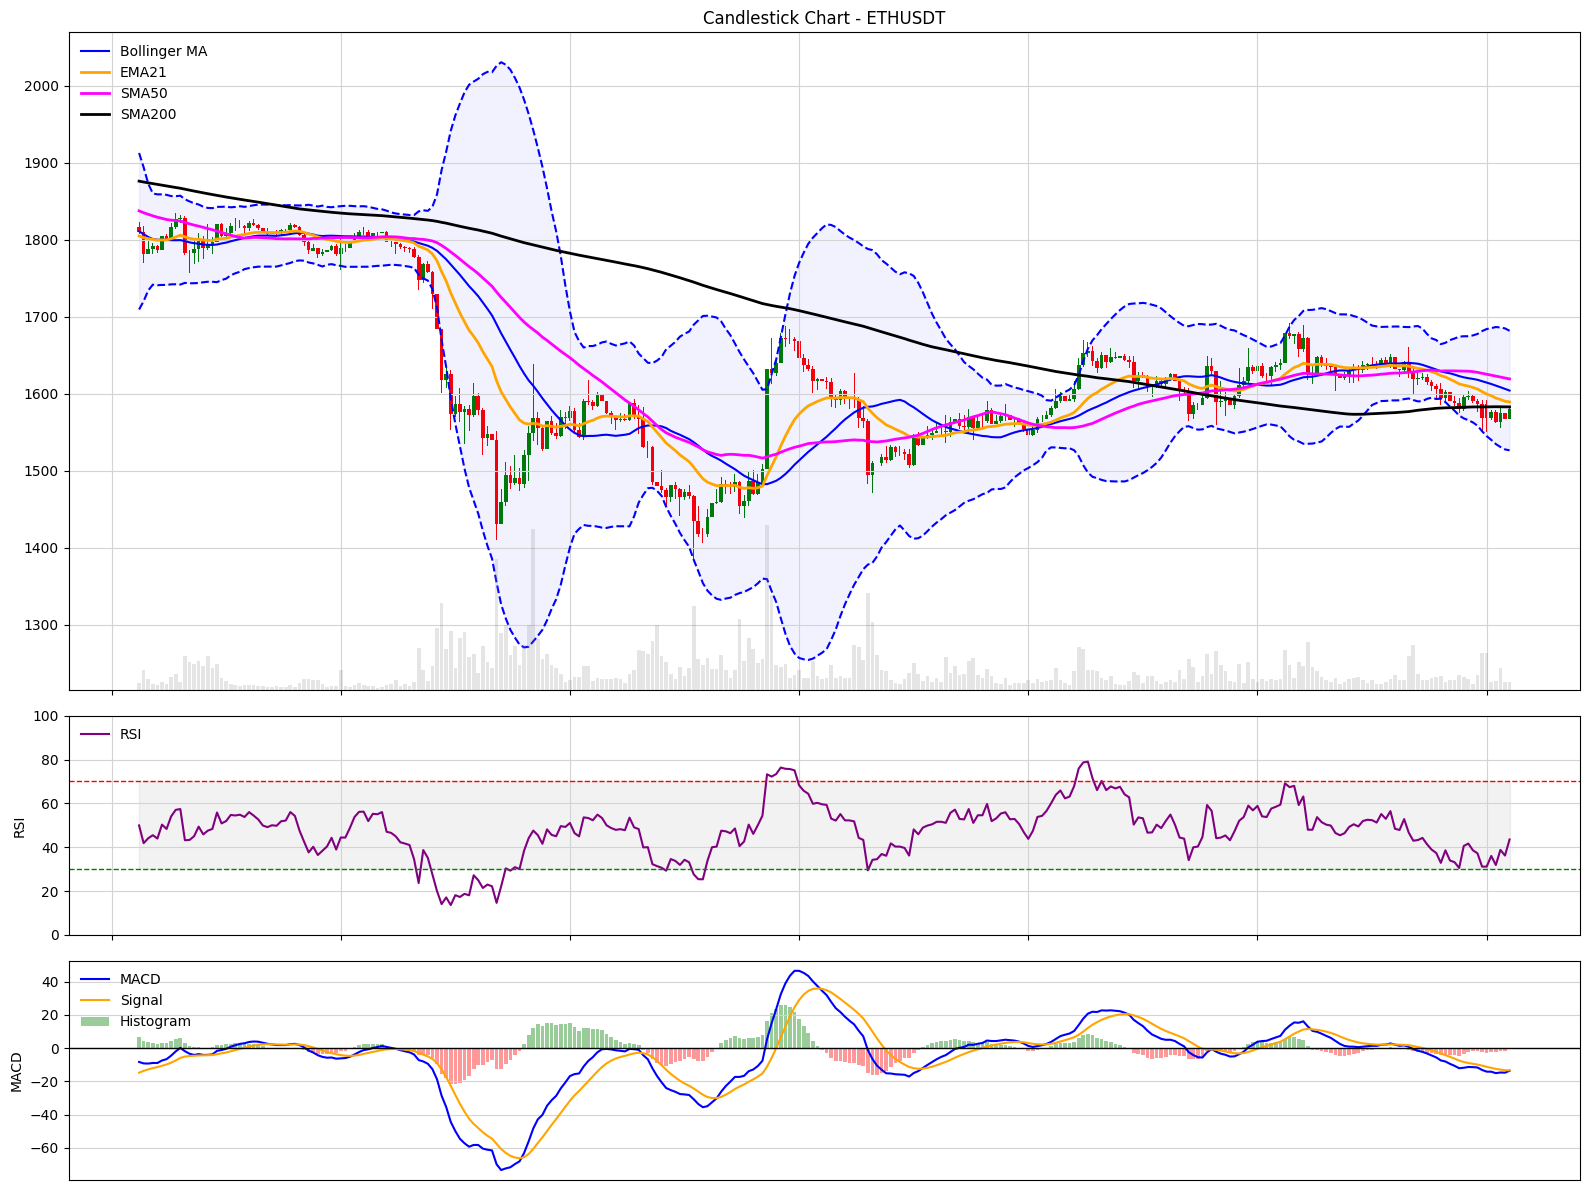 Candlestick Chart - ETHUSDT
Bollinger MA
EMA21
SMA50
SMA200
2000
1900
1800
1700
1600
1500
1400
1300
RSI
100
80
60
40
20
0
RSI
MACD
Signal
Histogram
40
20
0
−20
−40
−60
MACD